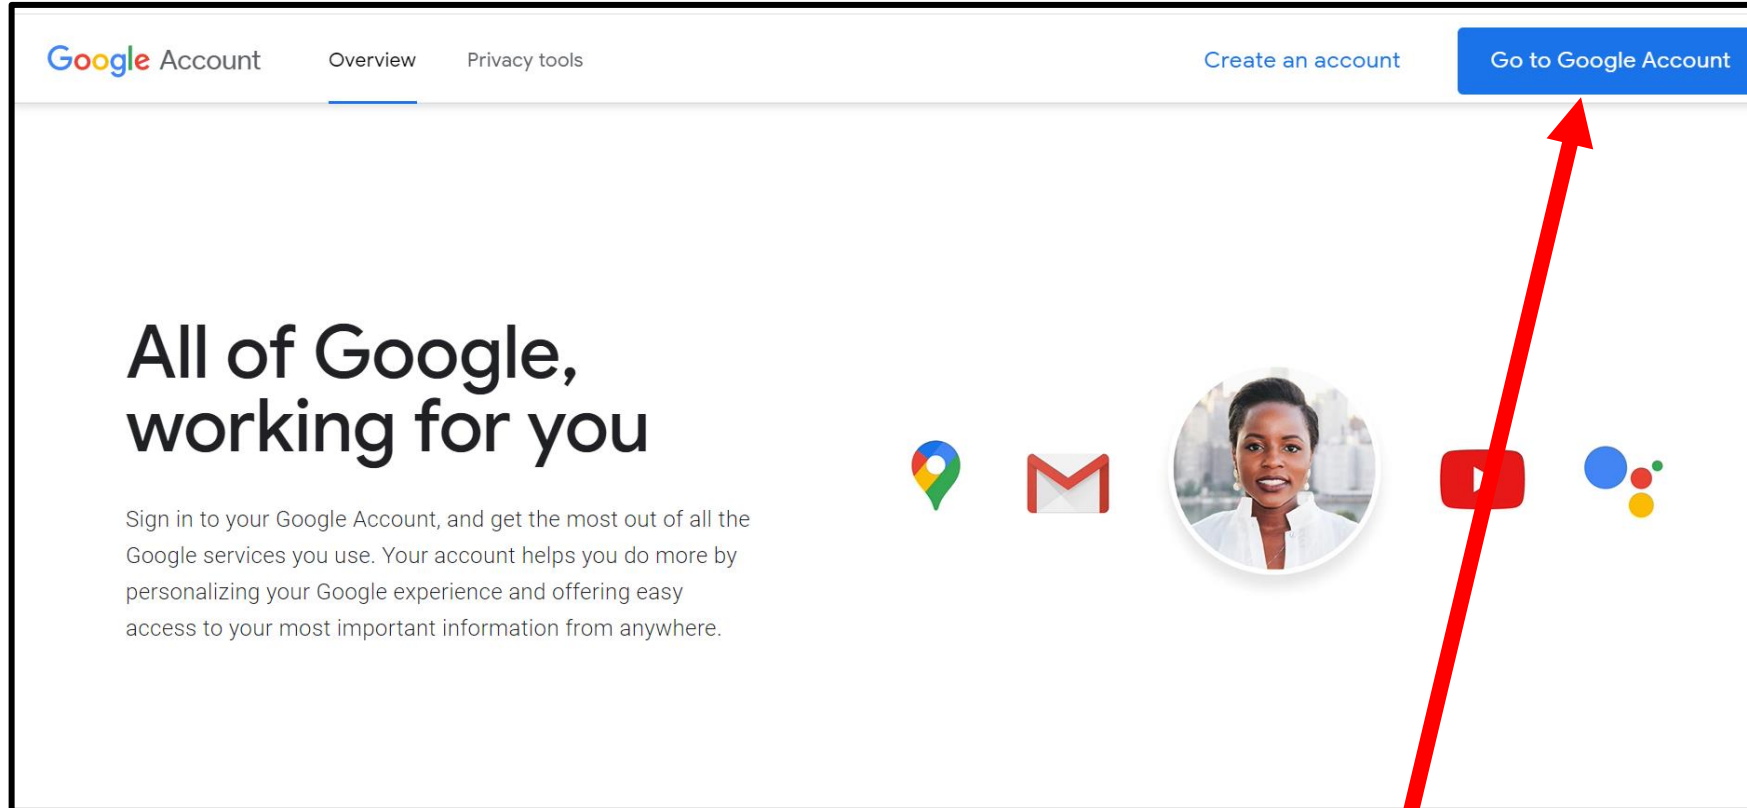 Google Account
Overview
Privacy tools
Create an account
Go to Google Account
All of Google,
working for you
Sign in to your Google Account, and get the most out of all the
Google services you use. Your account helps you do more by
personalizing your Google experience and offering easy
access to your most important information from anywhere.